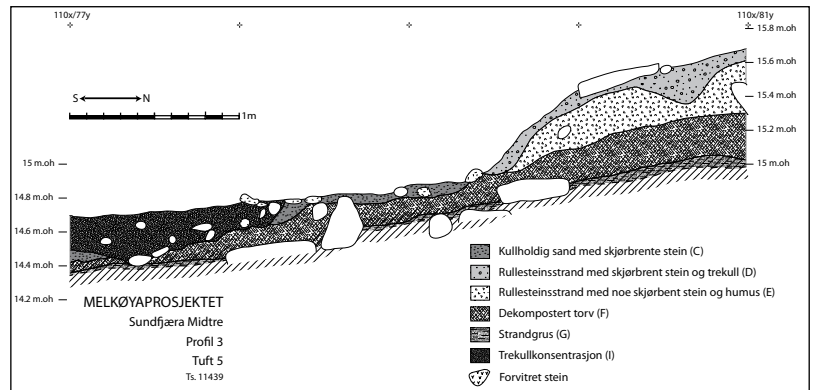 110x/77y
110x/81y
15.8 m.oh
15.6 m.oh
15.4 m.oh
15.2 m.oh
15 m.oh
S N
1m
15 m.oh
14.8 m.oh
14.6 m.oh
14.4 m.oh
14.2 m.oh
MELKØYAPROSJEKTET
Sundfjæra Midtre
Profil 3
Tuft 5
Ts. 11439
Kullholdig sand med skjørbrente stein (C)
Rullesteinsstrand med skjørbrent stein og trekull (D)
Rullesteinsstrand med noe skjørbent stein og humus (E)
Dekompostert torv (F)
Strandgrus (G)
Trekullkonsentrasjon (I)
Forvitret stein